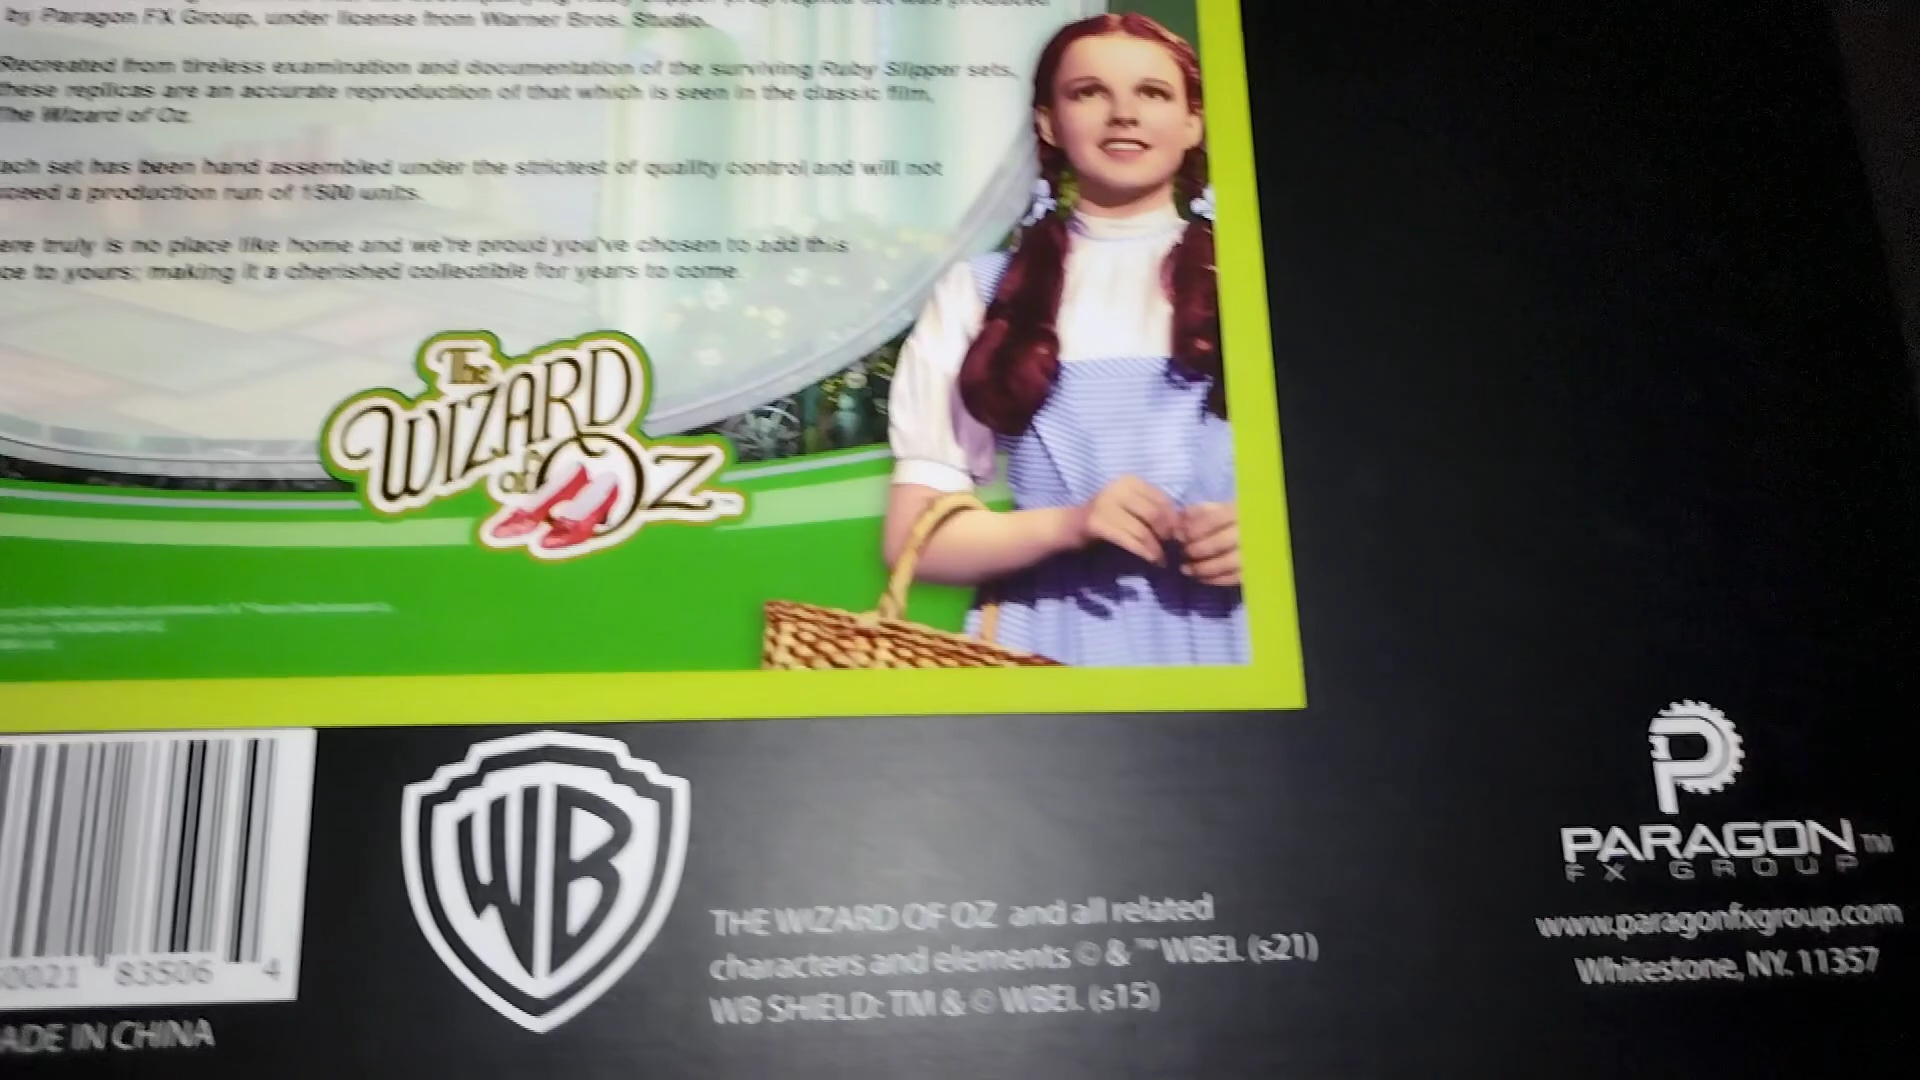 by Paragon FX Group, under license from Warner Bros. Studio.
Recreated from tireless examination and documentation of the surviving Ruby Slipper sets,
these replicas are an accurate reproduction of that which is seen in the classic film,
The Wizard of Oz.
ach set has been hand assembled under the strictest of quality control and will not
ceed a production run of 1500 units.
ere truly is no place like home and we're proud you've chosen to add this
to yours; making it a cherished collectible for years to come.
The
WIZARD
of OZ
WB
0021 83506 4
ADE IN CHINA
THE WIZARD OF OZ and all related
characters and elements © & ™ WBEI. (s21)
WB SHIELD: TM & © WBEI. (s15)
P
PARAGON TM
FX GROUP
www.paragonfxgroup.com
Whitestone, NY. 11357